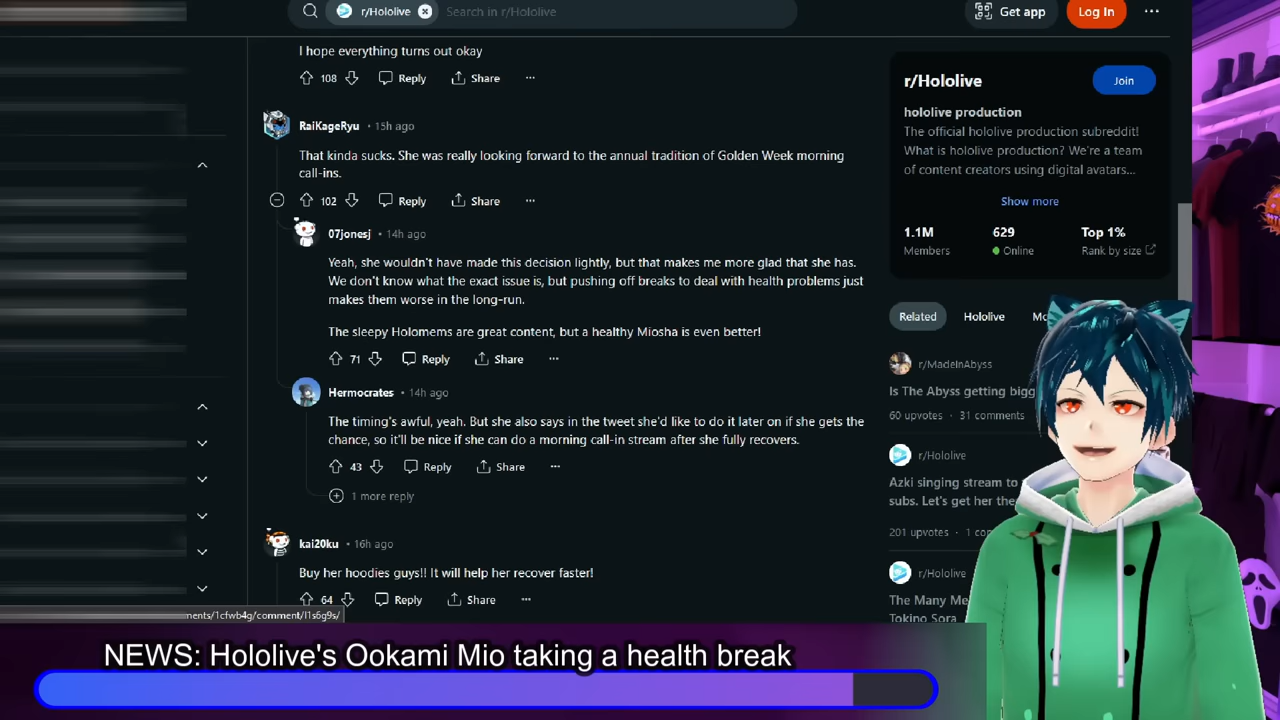 r/Hololive
Search in r/Hololive
Get app
Log In
I hope everything turns out okay
108
Reply
Share
RaiKageRyu • 15h ago
That kinda sucks. She was really looking forward to the annual tradition of Golden Week morning
call-ins.
102
Reply
Share
07jonesj • 14h ago
Yeah, she wouldn't have made this decision lightly, but that makes me more glad that she has.
We don't know what the exact issue is, but pushing off breaks to deal with health problems just
makes them worse in the long-run.
The sleepy Holomems are great content, but a healthy Miosha is even better!
71
Reply
Share
Hermocrates • 14h ago
The timing's awful, yeah. But she also says in the tweet she'd like to do it later on if she gets the
chance, so it'll be nice if she can do a morning call-in stream after she fully recovers.
43
Reply
Share
1 more reply
kai20ku • 16h ago
Buy her hoodies guys!! It will help her recover faster!
64
Reply
Share
ments/1cfwb4g/comment/l1s6g9s/
r/Hololive
Join
hololive production
The official hololive production subreddit!
What is hololive production? We're a team
of content creators using digital avatars...
Show more
1.1M
Members
629
Online
Top 1%
Rank by size
Related
Hololive
r/MadeInAbyss
Is The Abyss getting bigg
60 upvotes • 31 comments
r/Hololive
Azki singing stream to
subs. Let's get her the
201 upvotes
r/Hololive
The Many Me
Tokino Sora
NEWS: Hololive's Ookami Mio taking a health break